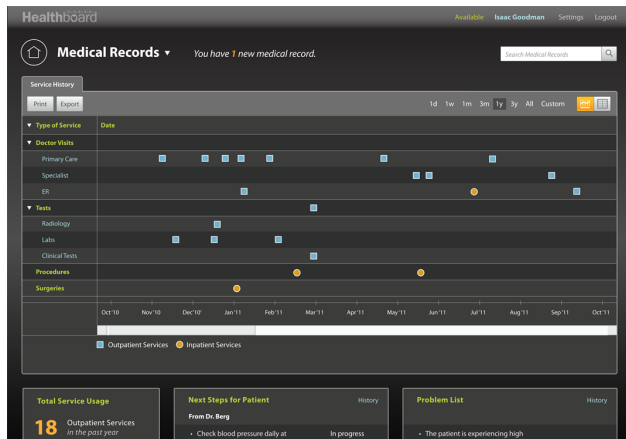 Healthboard
Available Isaac Goodman Settings Logout
Medical Records ▾ You have 1 new medical record. Search Medical Records
Service History
Print Export 1d 1w 1m 3m 1y 3y All Custom
Type of Service Date
Doctor Visits
Primary Care
Specialist
ER
Tests
Radiology
Labs
Clinical Tests
Procedures
Surgeries
Oct'10 Nov'10 Dec'10' Jan'11 Feb'11 Mar'11 Apr'11 May'11 Jun'11 Jul'11 Aug'11 Sep'11 Oct'11
Outpatient Services Inpatient Services
Total Service Usage
18 Outpatient Services
in the past year
Next Steps for Patient History
From Dr. Berg
• Check blood pressure daily at In progress
Problem List History
• The patient is experiencing high